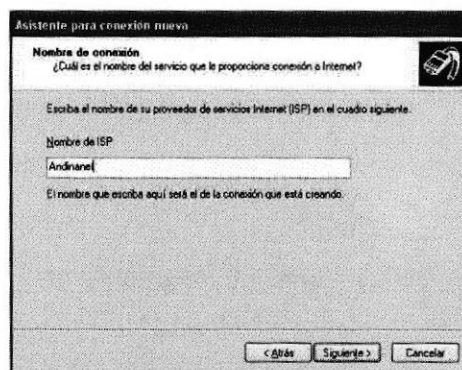 Asistente para conexión nueva
Nombre de conexión
¿Cuál es el nombre del servicio que le proporciona conexión a Internet?
Escriba el nombre de su proveedor de servicios Internet (ISP) en el cuadro siguiente.
Nombre de ISP
Andinanet
El nombre que escriba aquí será el de la conexión que está creando.
< Atrás
Siguiente >
Cancelar